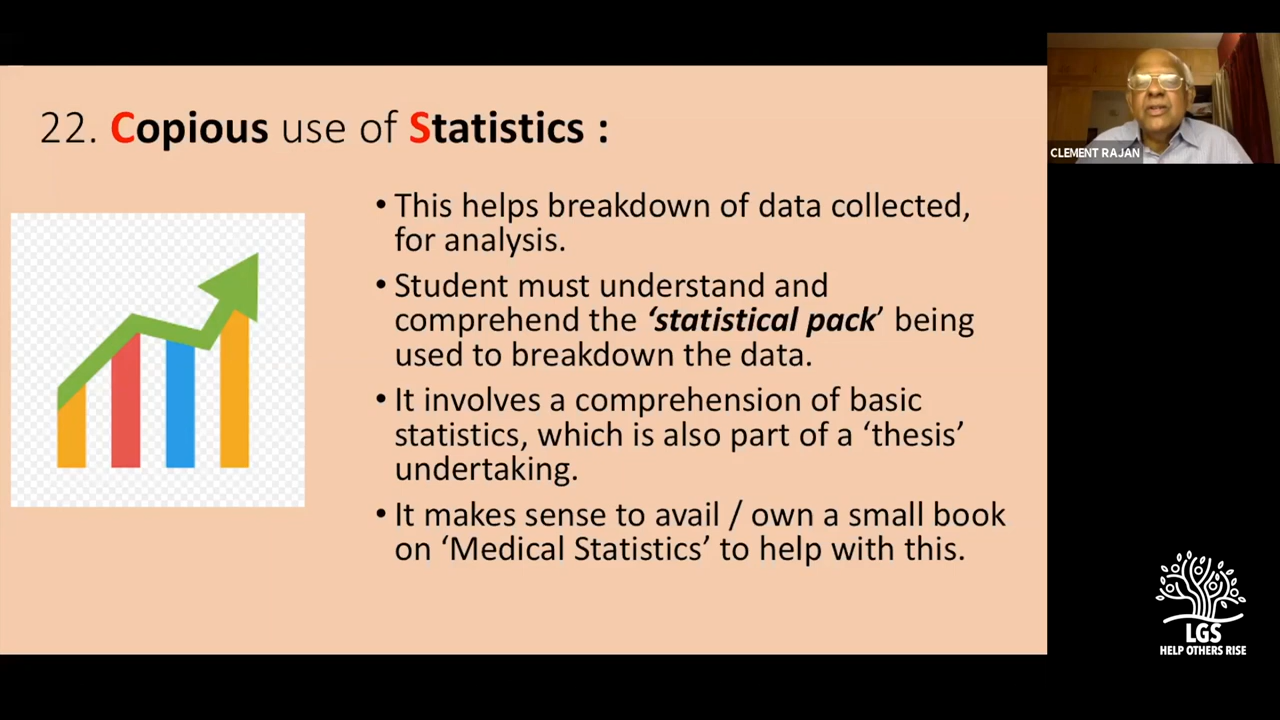 22. Copious use of Statistics :
• This helps breakdown of data collected,
for analysis.
• Student must understand and
comprehend the ‘statistical pack’ being
used to breakdown the data.
• It involves a comprehension of basic
statistics, which is also part of a ‘thesis’
undertaking.
• It makes sense to avail / own a small book
on ‘Medical Statistics’ to help with this.
CLEMENT RAJAN
LGS
HELP OTHERS RISE